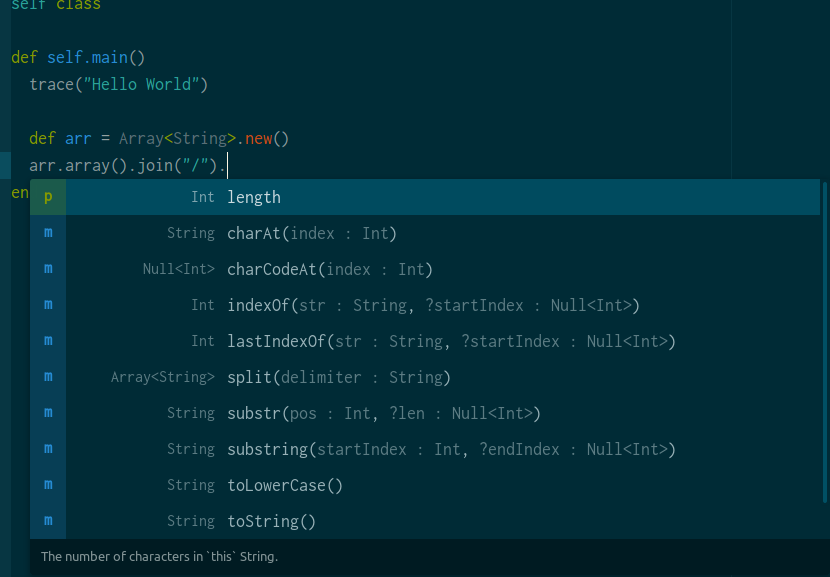 self class
def self.main()
trace("Hello World")
def arr = Array<String>.new()
arr.array().join("/").
en
p Int length
m String charAt(index : Int)
m Null<Int> charCodeAt(index : Int)
m Int indexOf(str : String, ?startIndex : Null<Int>)
m Int lastIndexOf(str : String, ?startIndex : Null<Int>)
m Array<String> split(delimiter : String)
m String substr(pos : Int, ?len : Null<Int>)
m String substring(startIndex : Int, ?endIndex : Null<Int>)
m String toLowerCase()
m String toString()
The number of characters in `this` String.